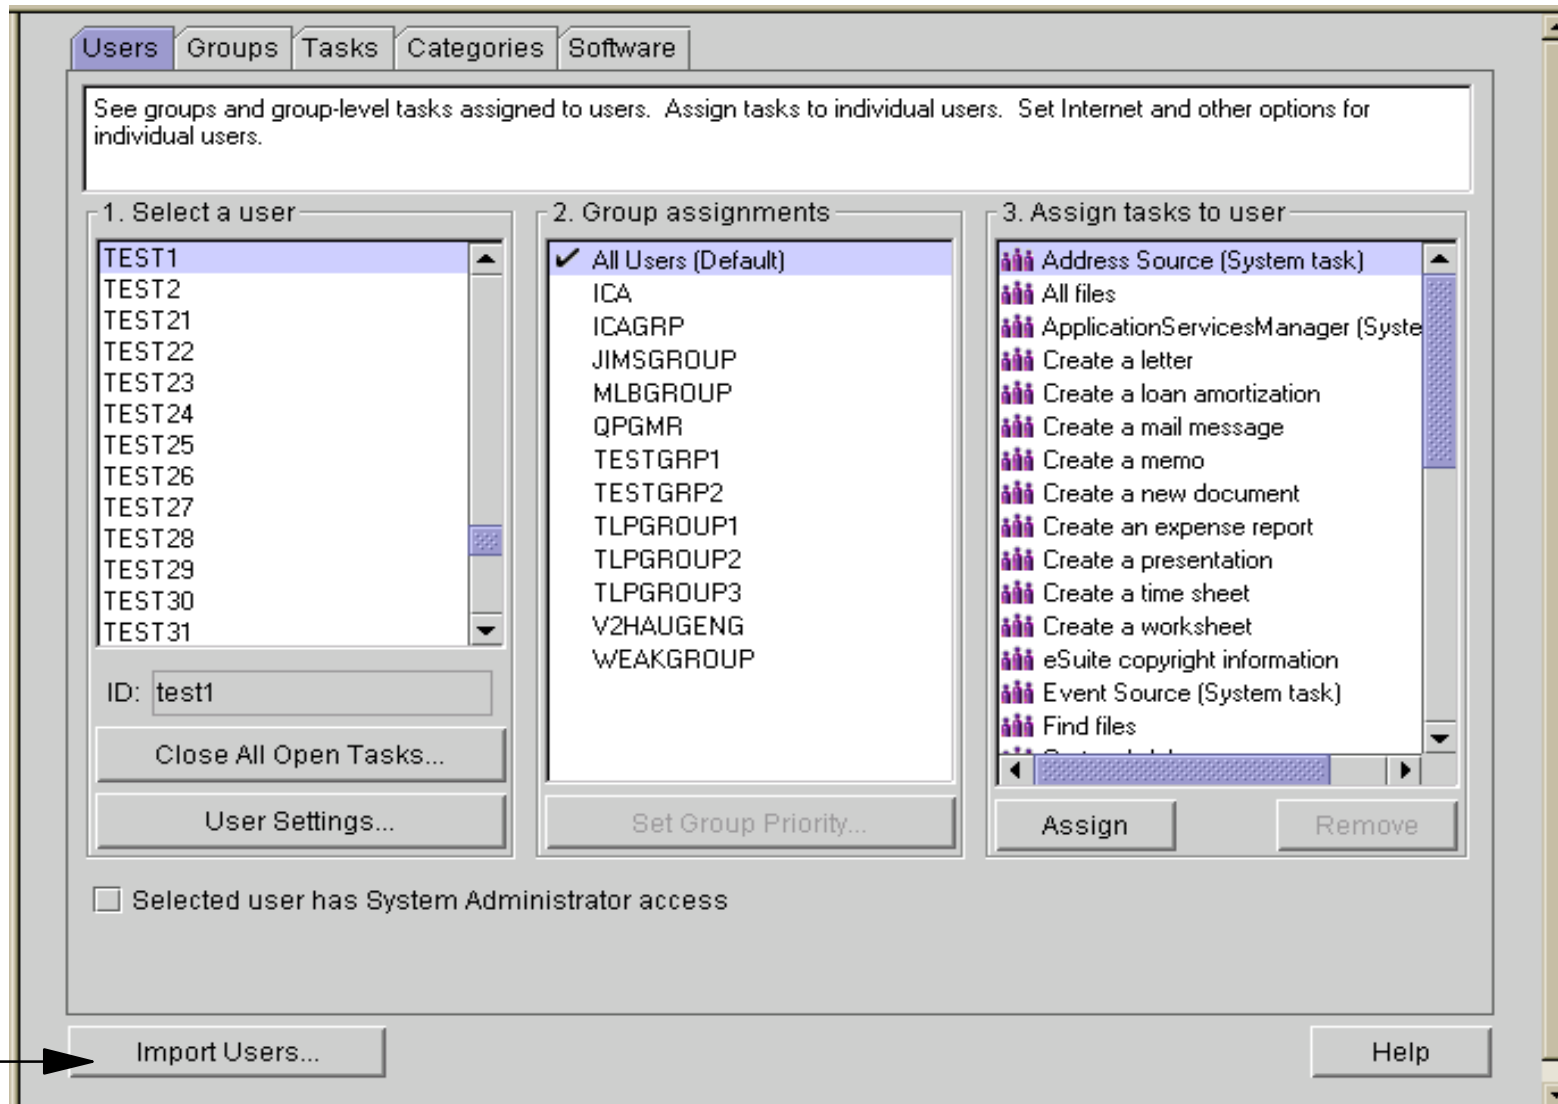 Users Groups Tasks Categories Software
See groups and group-level tasks assigned to users. Assign tasks to individual users. Set Internet and other options for
individual users.
1. Select a user
TEST1
TEST2
TEST21
TEST22
TEST23
TEST24
TEST25
TEST26
TEST27
TEST28
TEST29
TEST30
TEST31
ID: test1
Close All Open Tasks...
User Settings...
2. Group assignments
All Users (Default)
ICA
ICAGRP
JIMSGROUP
MLBGROUP
QPGMR
TESTGRP1
TESTGRP2
TLPGROUP1
TLPGROUP2
TLPGROUP3
V2HAUGENG
WEAKGROUP
Set Group Priority...
3. Assign tasks to user
Address Source (System task)
All files
ApplicationServicesManager (Syste
Create a letter
Create a loan amortization
Create a mail message
Create a memo
Create a new document
Create an expense report
Create a presentation
Create a time sheet
Create a worksheet
eSuite copyright information
Event Source (System task)
Find files
Assign Remove
Selected user has System Administrator access
Import Users... Help